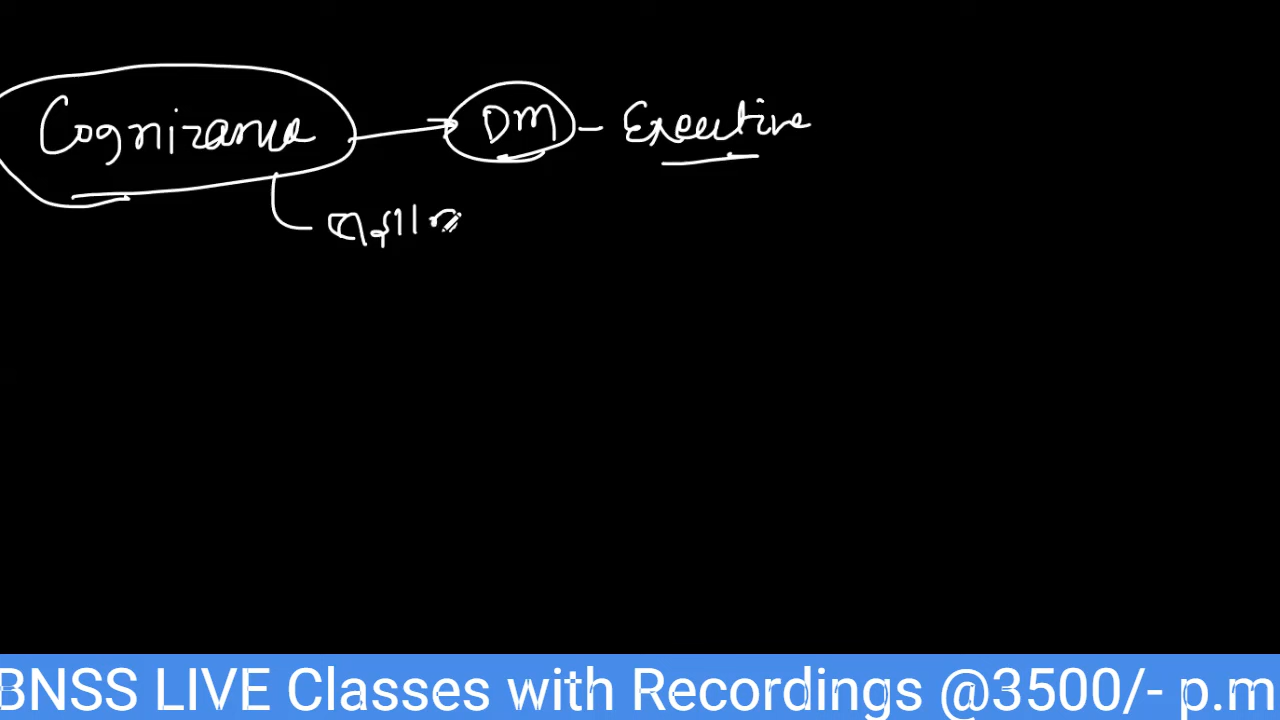 Cognizance → DM - Executive
BNSS LIVE Classes with Recordings @3500/- p.m